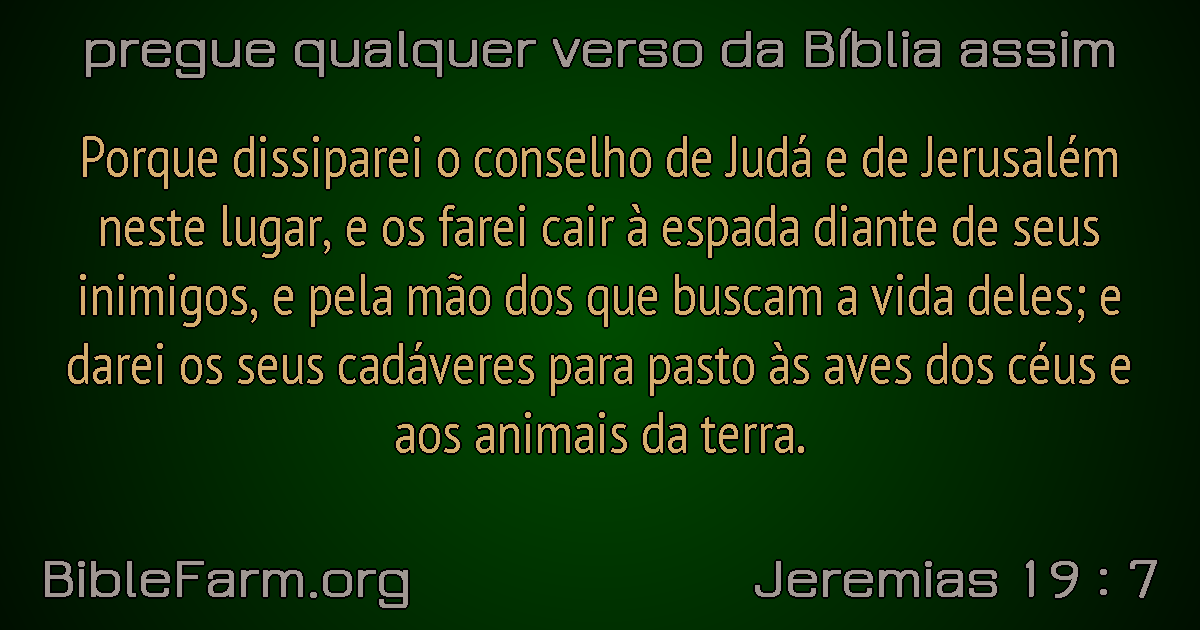 pregue qualquer verso da Bíblia assim
Porque dissiparei o conselho de Judá e de Jerusalém
neste lugar, e os farei cair à espada diante de seus
inimigos, e pela mão dos que buscam a vida deles; e
darei os seus cadáveres para pasto às aves dos céus e
aos animais da terra.
BibleFarm.org
Jeremias 19 : 7